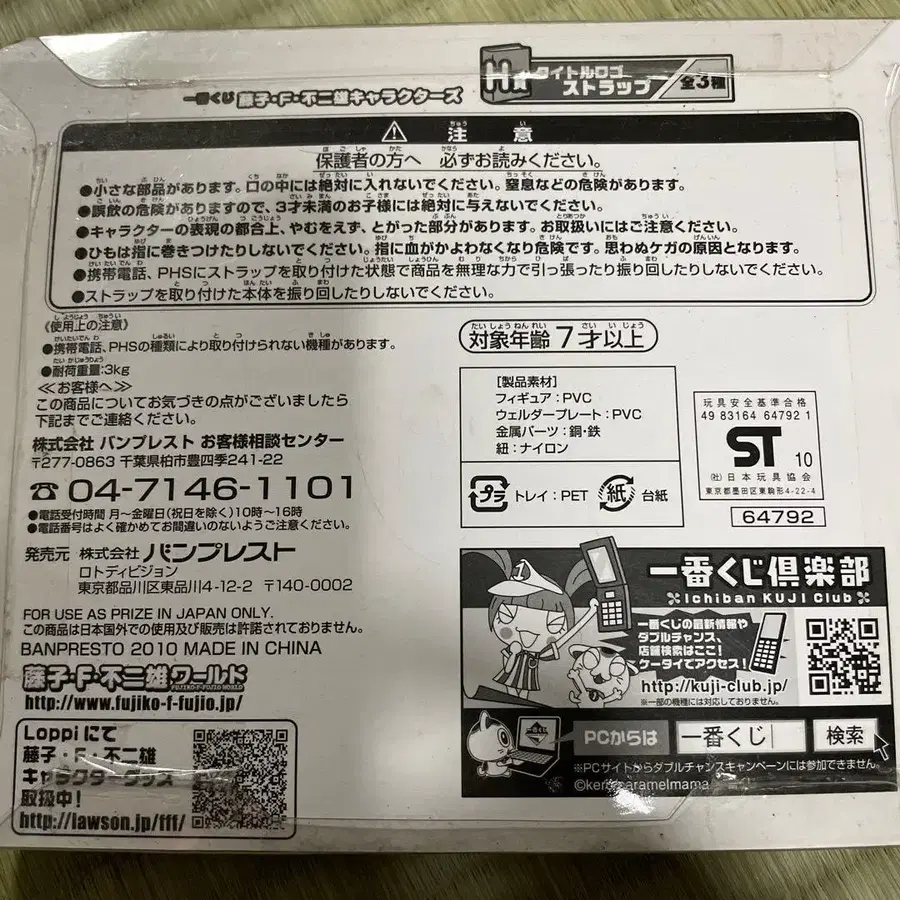 一番くじ 藤子・F・不二雄キャラクターズ
H賞 タイトルロゴストラップ 全3種
⚠ 注意
保護者の方へ 必ずお読みください。
●小さな部品があります。口の中には絶対に入れないでください。窒息などの危険があります。
●誤飲の危険がありますので、3才未満のお子様には絶対に与えないでください。
●キャラクターの表現の都合上、やむをえず、とがった部分があります。お取扱いにはご注意ください。
●ひもは指に巻きつけたりしないでください。指に血がかよわなくなり危険です。思わぬケガの原因となります。
●携帯電話、PHSにストラップを取り付けた状態で商品を無理な力で引っ張ったり振り回したりしないでください。
●ストラップを取り付けた本体を振り回したりしないでください。
《使用上の注意》
●携帯電話、PHSの種類により取り付けられない機種があります。
●耐荷重量:3kg
≪お客様へ≫
この商品についてお気づきの点がございましたら
下記までご連絡ください。
株式会社 バンプレスト お客様相談センター
〒277-0863 千葉県柏市豊四季241-22
☎ 04-7146-1101
●電話受付時間 月～金曜日(祝日を除く)10時～16時
●電話番号はよく確かめてお間違いのないようご注意ください。
発売元 株式会社 バンプレスト
ロトディビジョン
東京都品川区東品川4-12-2 〒140-0002
FOR USE AS PRIZE IN JAPAN ONLY.
この商品は日本国外での使用及び販売は許諾されておりません。
BANPRESTO 2010 MADE IN CHINA
藤子・F・不二雄ワールド
FUJIKO・F・FUJIO WORLD
http://www.fujiko-f-fujio.jp/
Loppiにて
藤子・F・不二雄
キャラクターグッズ
取扱中!
http://lawson.jp/fff/
対象年齢 7才以上
[製品素材]
フィギュア:PVC
ウェルダープレート:PVC
金属パーツ:銅・鉄
紐:ナイロン
プラ トレイ:PET 紙 台紙
玩具安全基準合格
49 83164 64792 1
ST 10
(社)日本玩具協会
東京都墨田区東駒形4-22-4
64792
一番くじ倶楽部
Ichiban KUJI Club
一番くじの最新情報や
ダブルチャンス、
店舗検索はここ!
ケータイでアクセス!
http://kuji-club.jp/
※一部の機種には対応しておりません。
PCからは 一番くじ 検索
※PCサイトからダブルチャンスキャンペーンには参加できません。